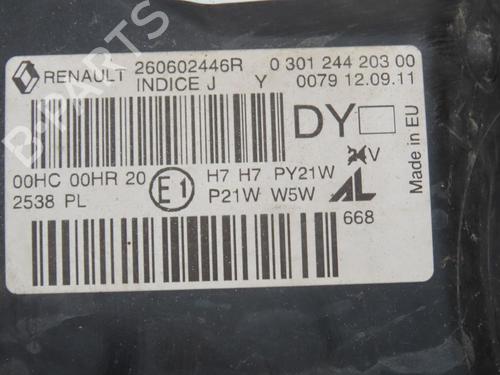 RENAULT 260602446R 0 301 244 203 00
INDICE J Y 0079 12.09.11
DY
Made in EU
00HC 00HR 20 E1 H7 H7 PY21W V
2538 PL P21W W5W AL
668
B-PARTS